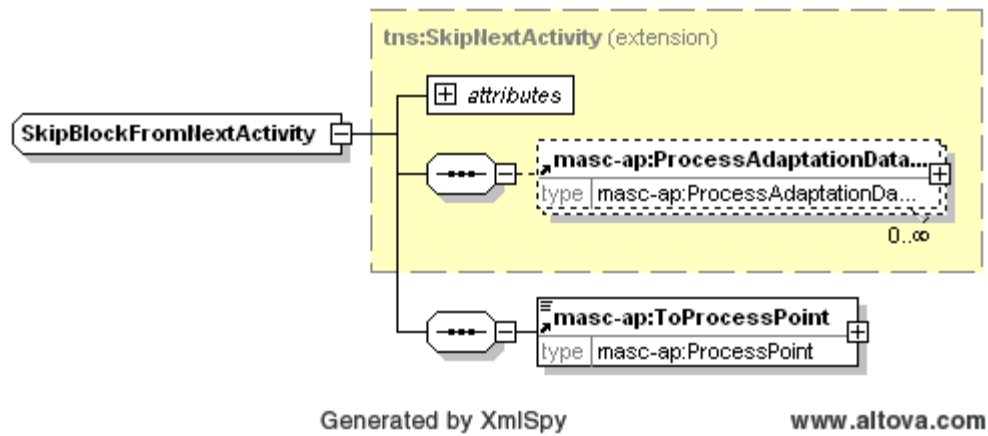 tns:SkipNextActivity (extension)
attributes
SkipBlockFromNextActivity
masc-ap:ProcessAdaptationData...
type masc-ap:ProcessAdaptationDa...
0..∞
masc-ap:ToProcessPoint
type masc-ap:ProcessPoint
Generated by XmlSpy www.altova.com